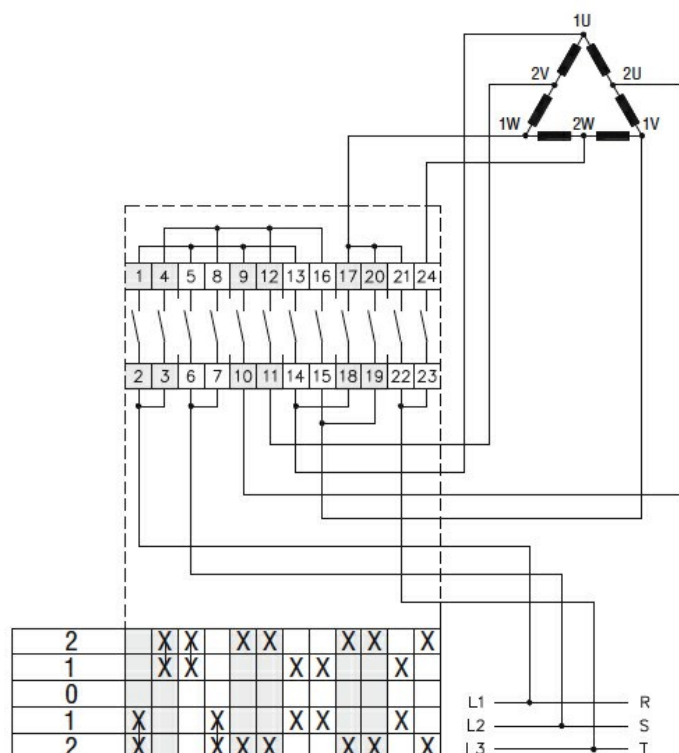 1U
2V 2U
1W 2W 1V
1 4 5 8 9 12 13 16 17 20 21 24
2 3 6 7 10 11 14 15 18 19 22 23
2 X X X X X X X
1 X X X X X
0
1 X X X X X
2 X X X X X X X
L1 R
L2 S
L3 T